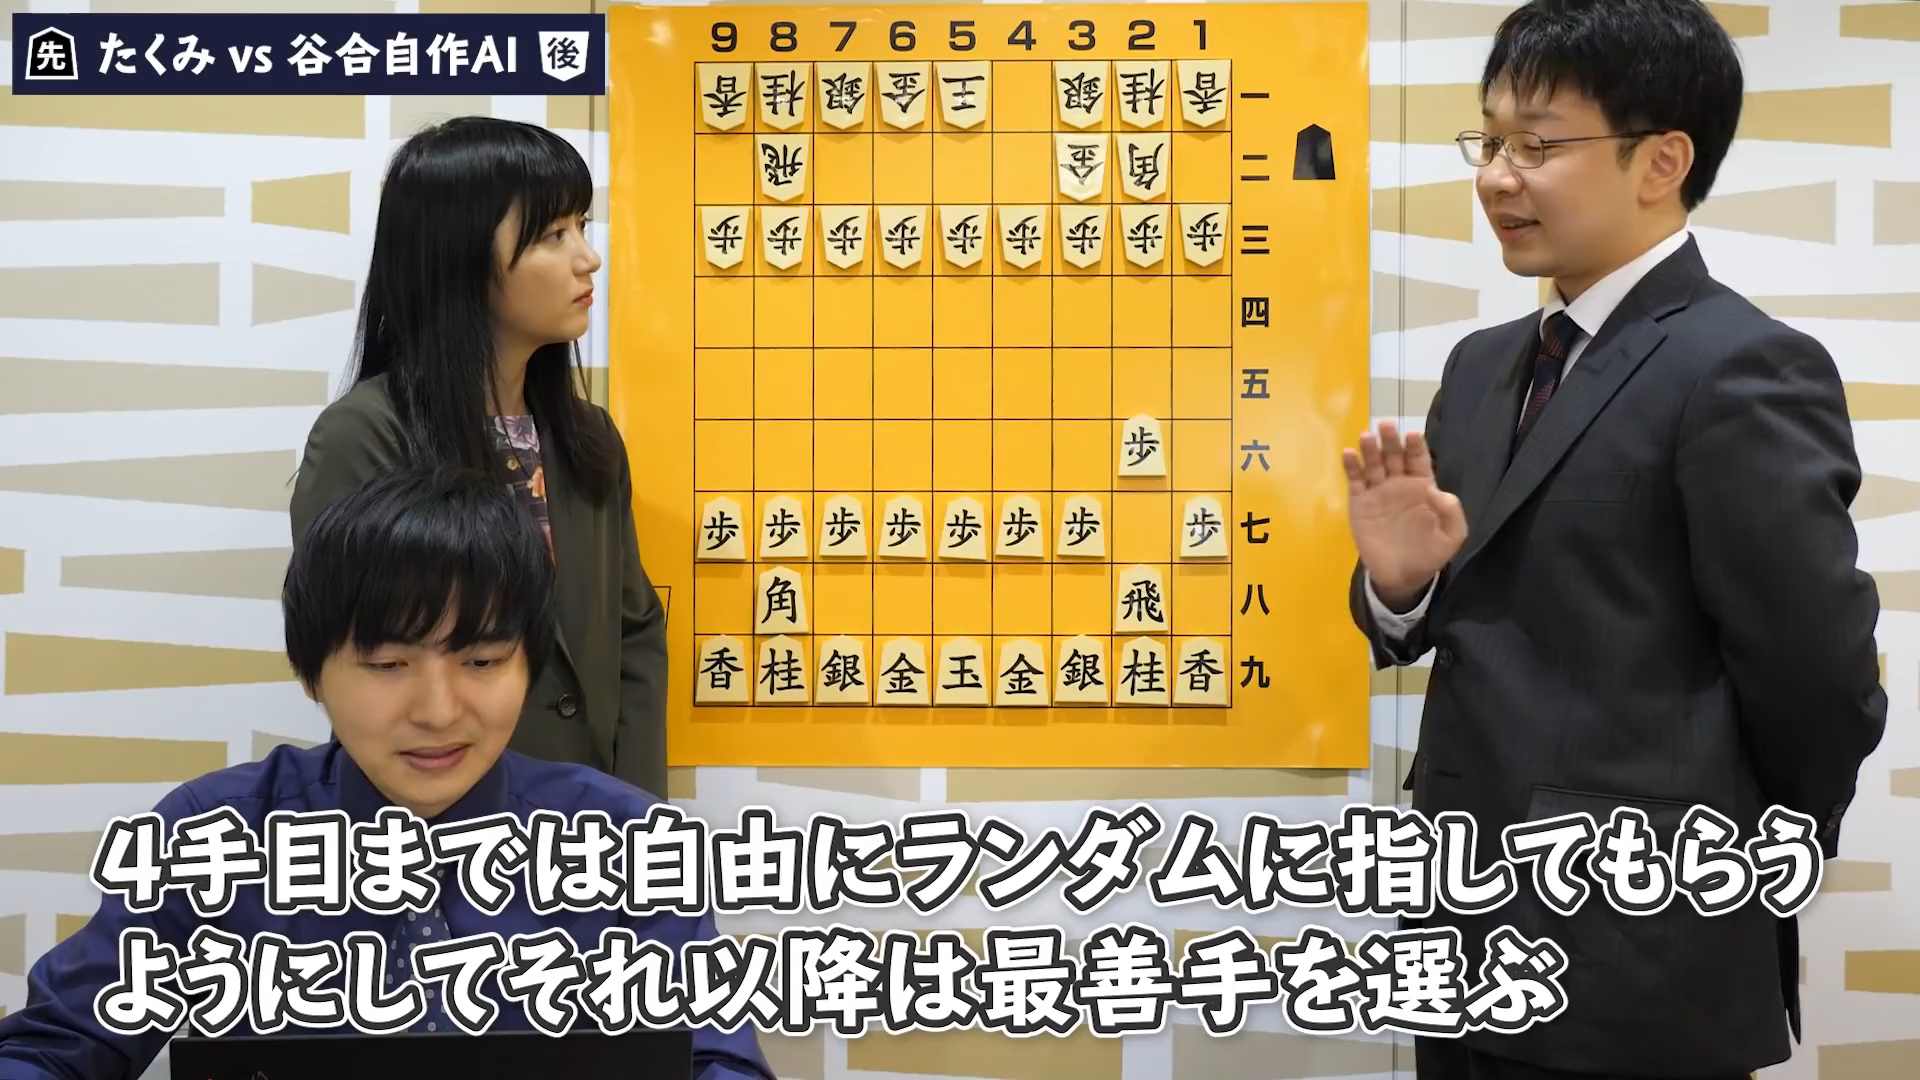 先 たくみ vs 谷合自作AI 後
9 8 7 6 5 4 3 2 1
香 桂 銀 金 王 銀 桂 香 一
飛 金 角 二
歩 歩 歩 歩 歩 歩 歩 歩 歩 三
四
五
歩 六
歩 歩 歩 歩 歩 歩 歩 歩 七
角 飛 八
香 桂 銀 金 玉 金 銀 桂 香 九
4手目までは自由にランダムに指してもらう
ようにしてそれ以降は最善手を選ぶ